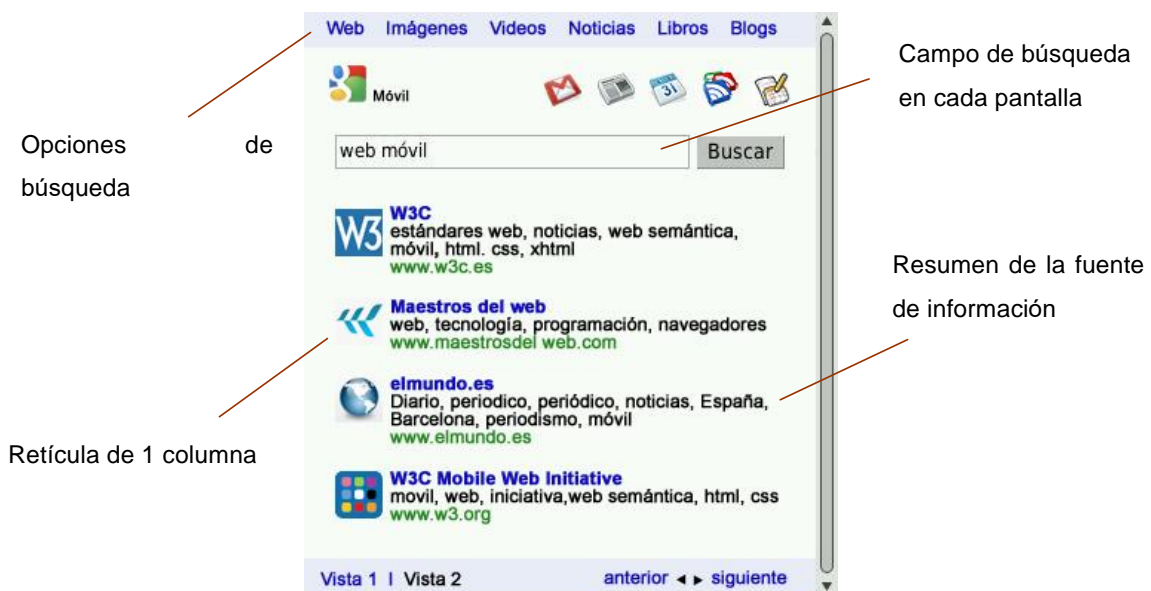 Web Imágenes Videos Noticias Libros Blogs
Móvil
31
web móvil Buscar
W3
W3C
estándares web, noticias, web semántica,
móvil, html. css, xhtml
www.w3c.es
Maestros del web
web, tecnología, programación, navegadores
www.maestrosdel web.com
elmundo.es
Diario, periodico, periódico, noticias, España,
Barcelona, periodismo, móvil
www.elmundo.es
W3C Mobile Web Initiative
movil, web, iniciativa,web semántica, html, css
www.w3.org
Vista 1 I Vista 2 anterior ◄ ► siguiente
Opciones de
búsqueda
Retícula de 1 columna
Campo de búsqueda
en cada pantalla
Resumen de la fuente
de información